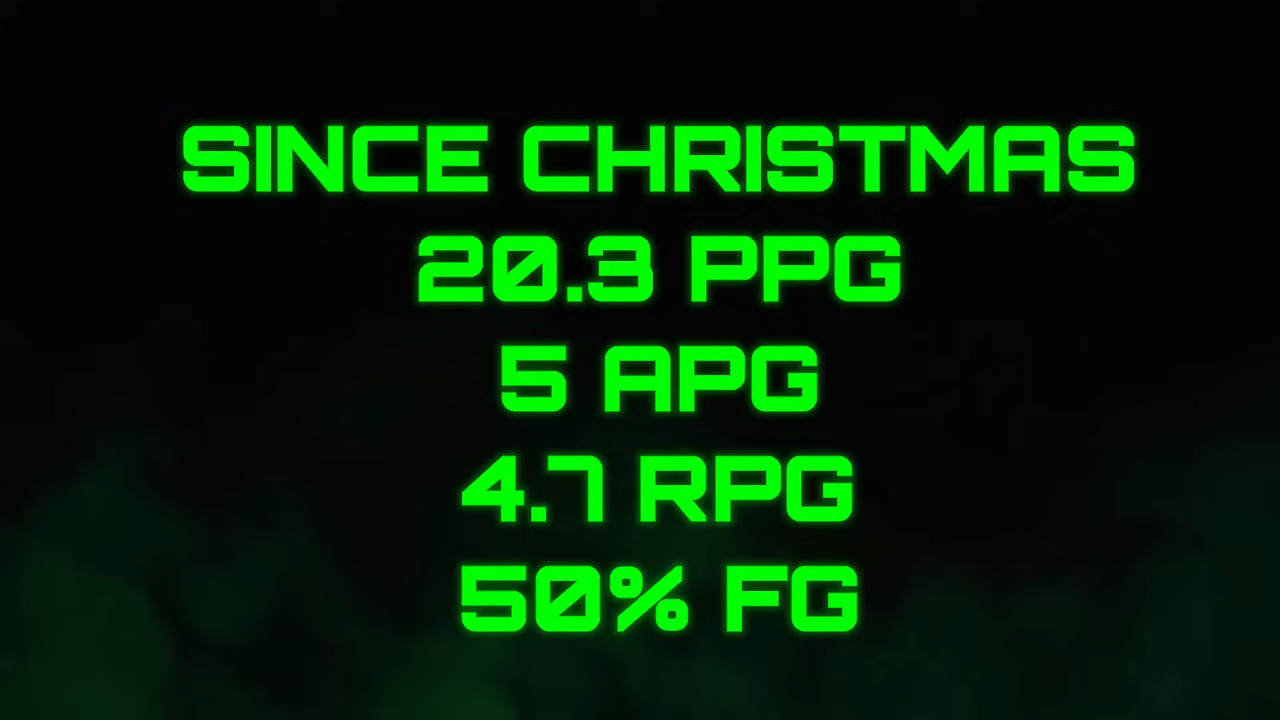 SINCE CHRISTMAS
20.3 PPG
5 APG
4.7 RPG
50% FG